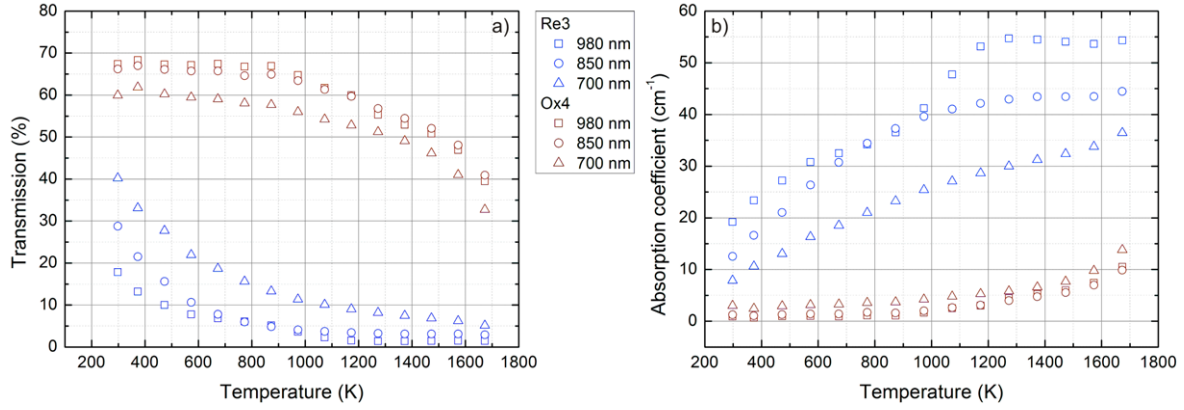 80
70
60
50
40
30
20
10
0
Transmission (%)
a)
200 400 600 800 1000 1200 1400 1600 1800
Temperature (K)
Re3
980 nm
850 nm
700 nm
Ox4
980 nm
850 nm
700 nm
60
50
40
30
20
10
0
Absorption coefficient (cm⁻¹)
b)
200 400 600 800 1000 1200 1400 1600 1800
Temperature (K)